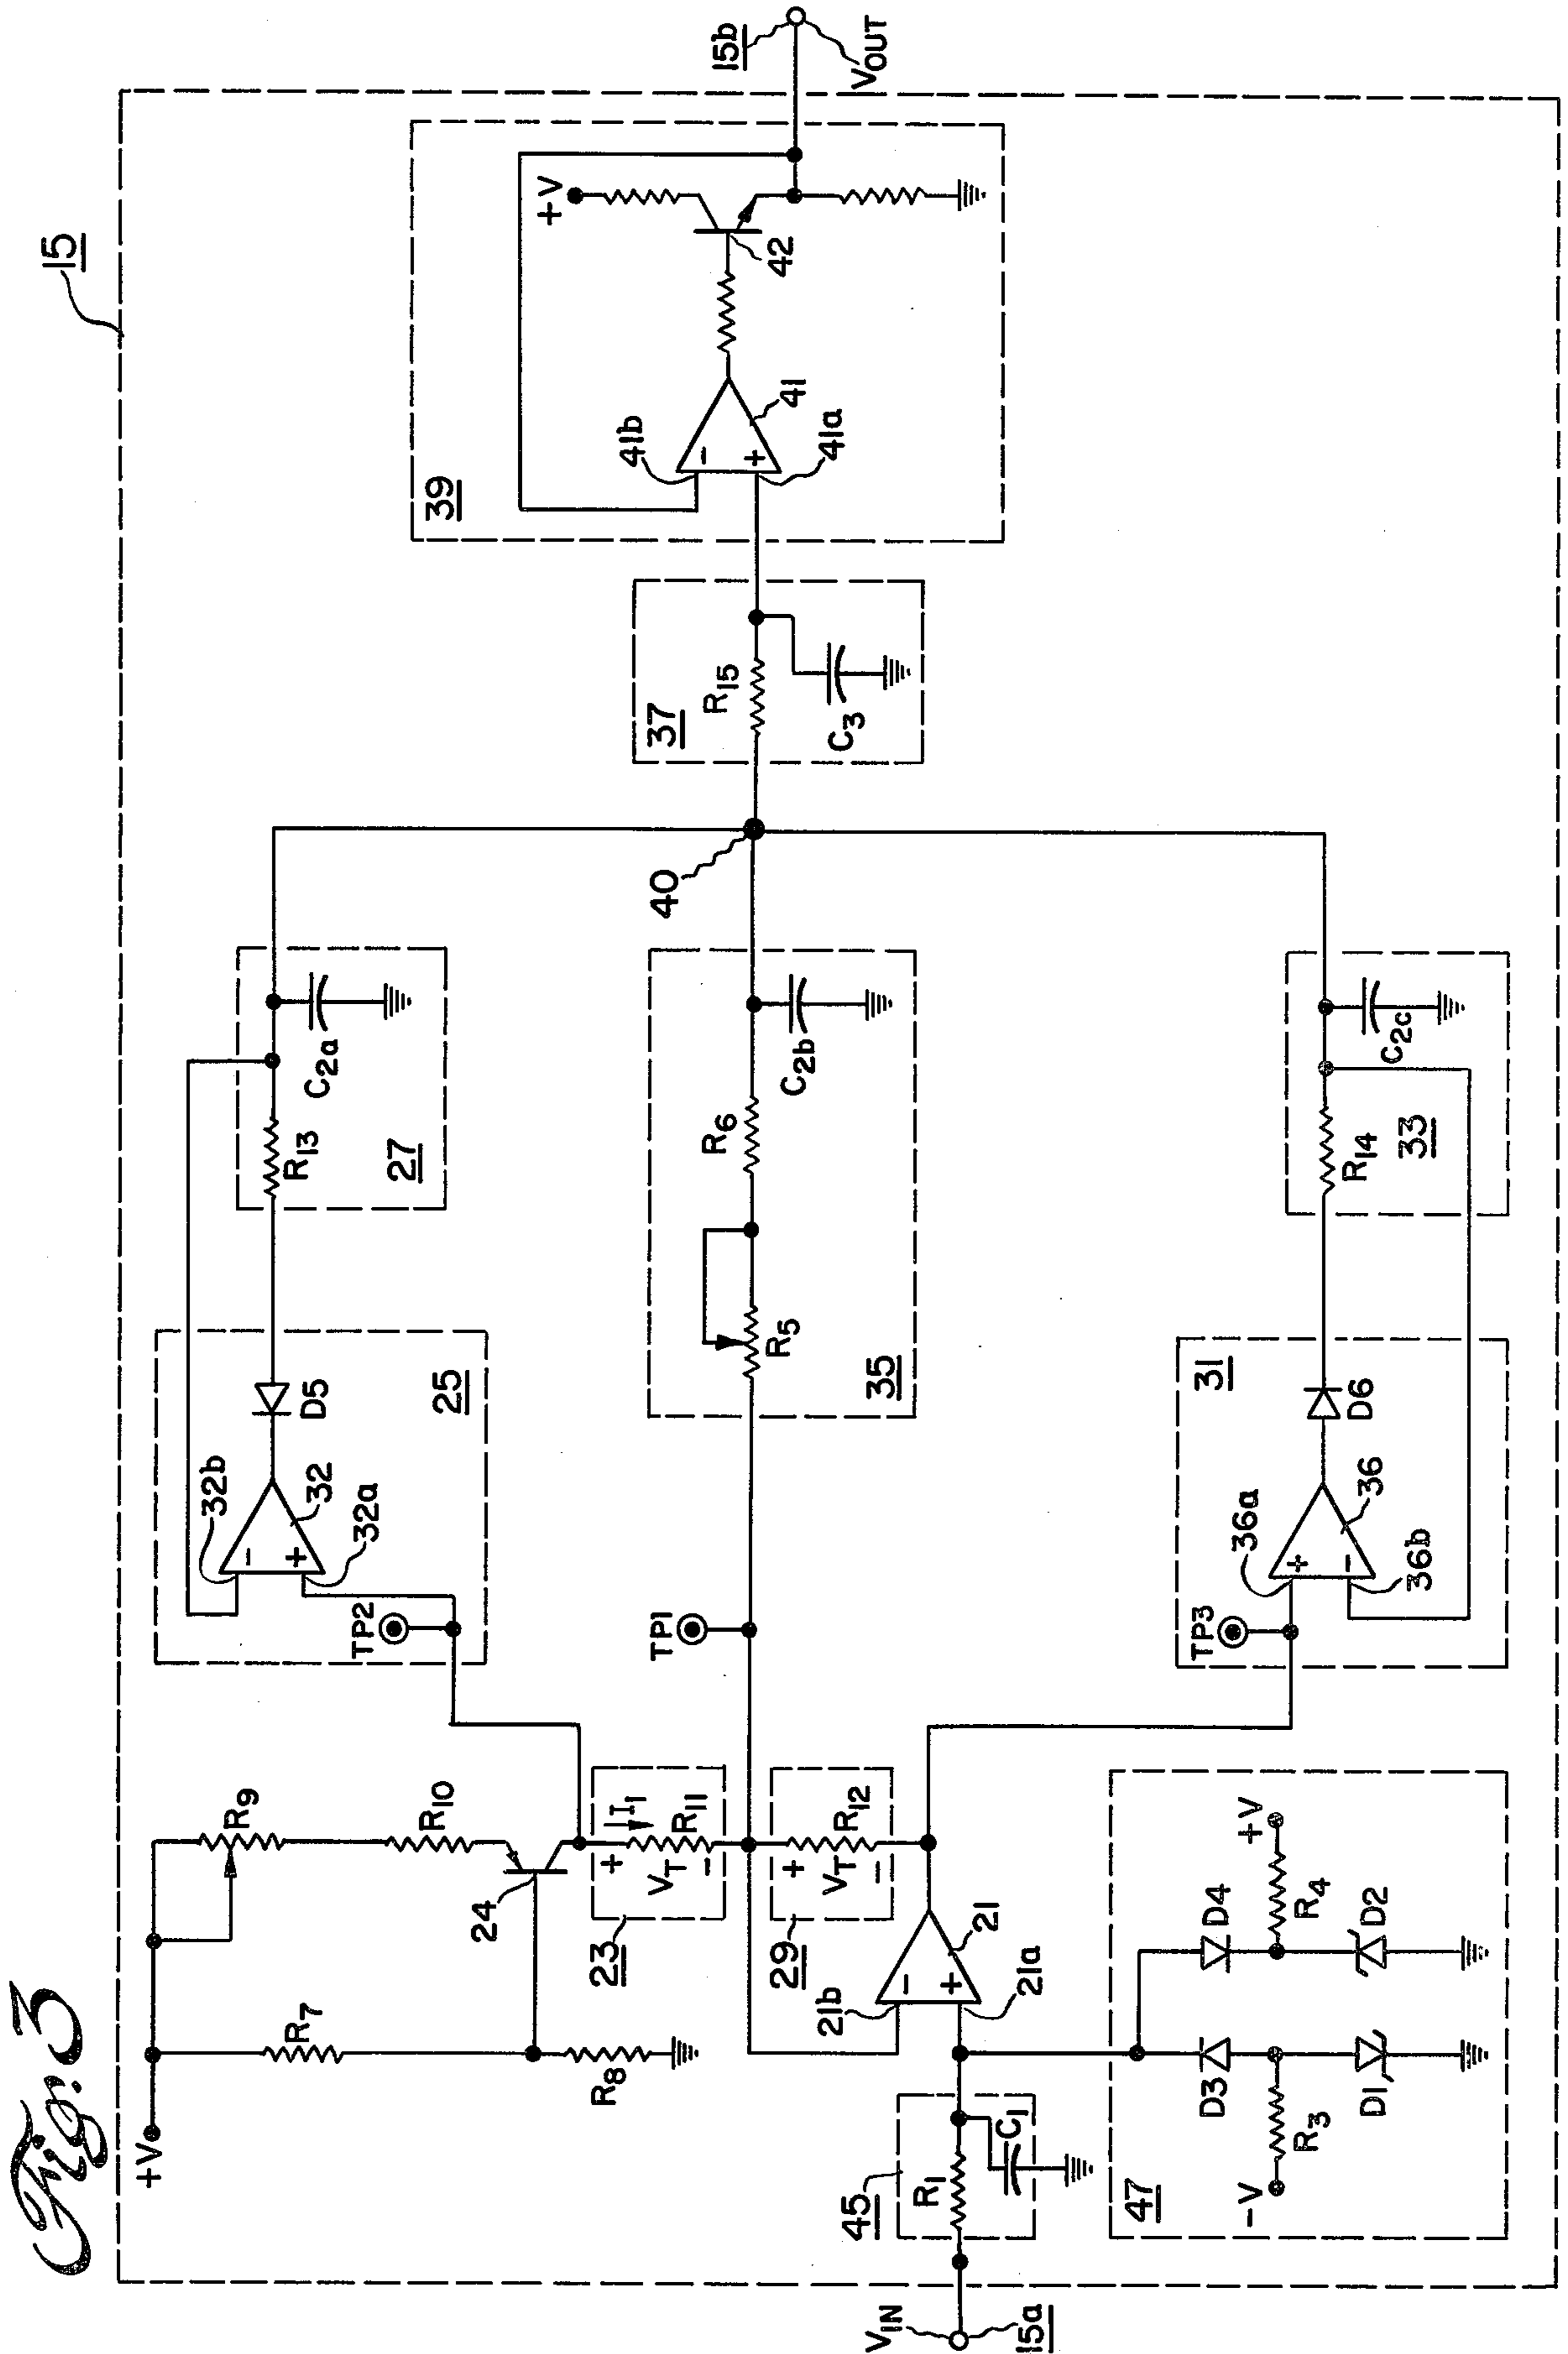 Fig. 3
15
+V
R7
R8
R9
R10
24
I1
+
VT
-
R11
23
+
VT
-
R12
29
21b
-
+
21
21a
VIN
15a
45
R1
C1
47
-V
R3
D3
D1
D4
+V
R4
D2
TP2
32b
-
+
32
32a
D5
25
R13
C2a
27
TP1
R5
R6
C2b
35
TP3
36a
+
-
36
36b
31
D6
R14
C2c
33
40
37
R15
C3
39
41b
-
+
41
41a
42
+V
15b
VOUT